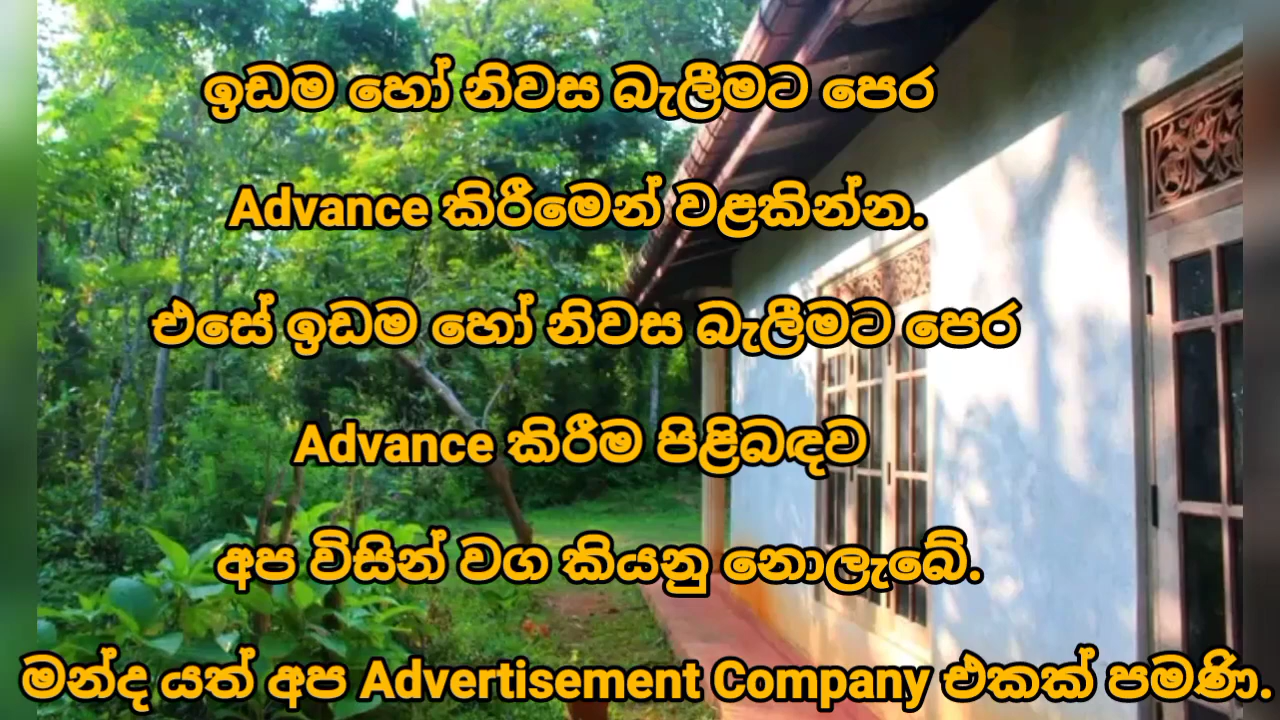 ඉඩම හෝ නිවස බැලීමට පෙර
Advance කිරීමෙන් වළකින්න.
එසේ ඉඩම හෝ නිවස බැලීමට පෙර
Advance කිරීම පිළිබඳව
අප විසින් වග කියනු නොලැබේ.
මන්ද යත් අප Advertisement Company එකක් පමණි.